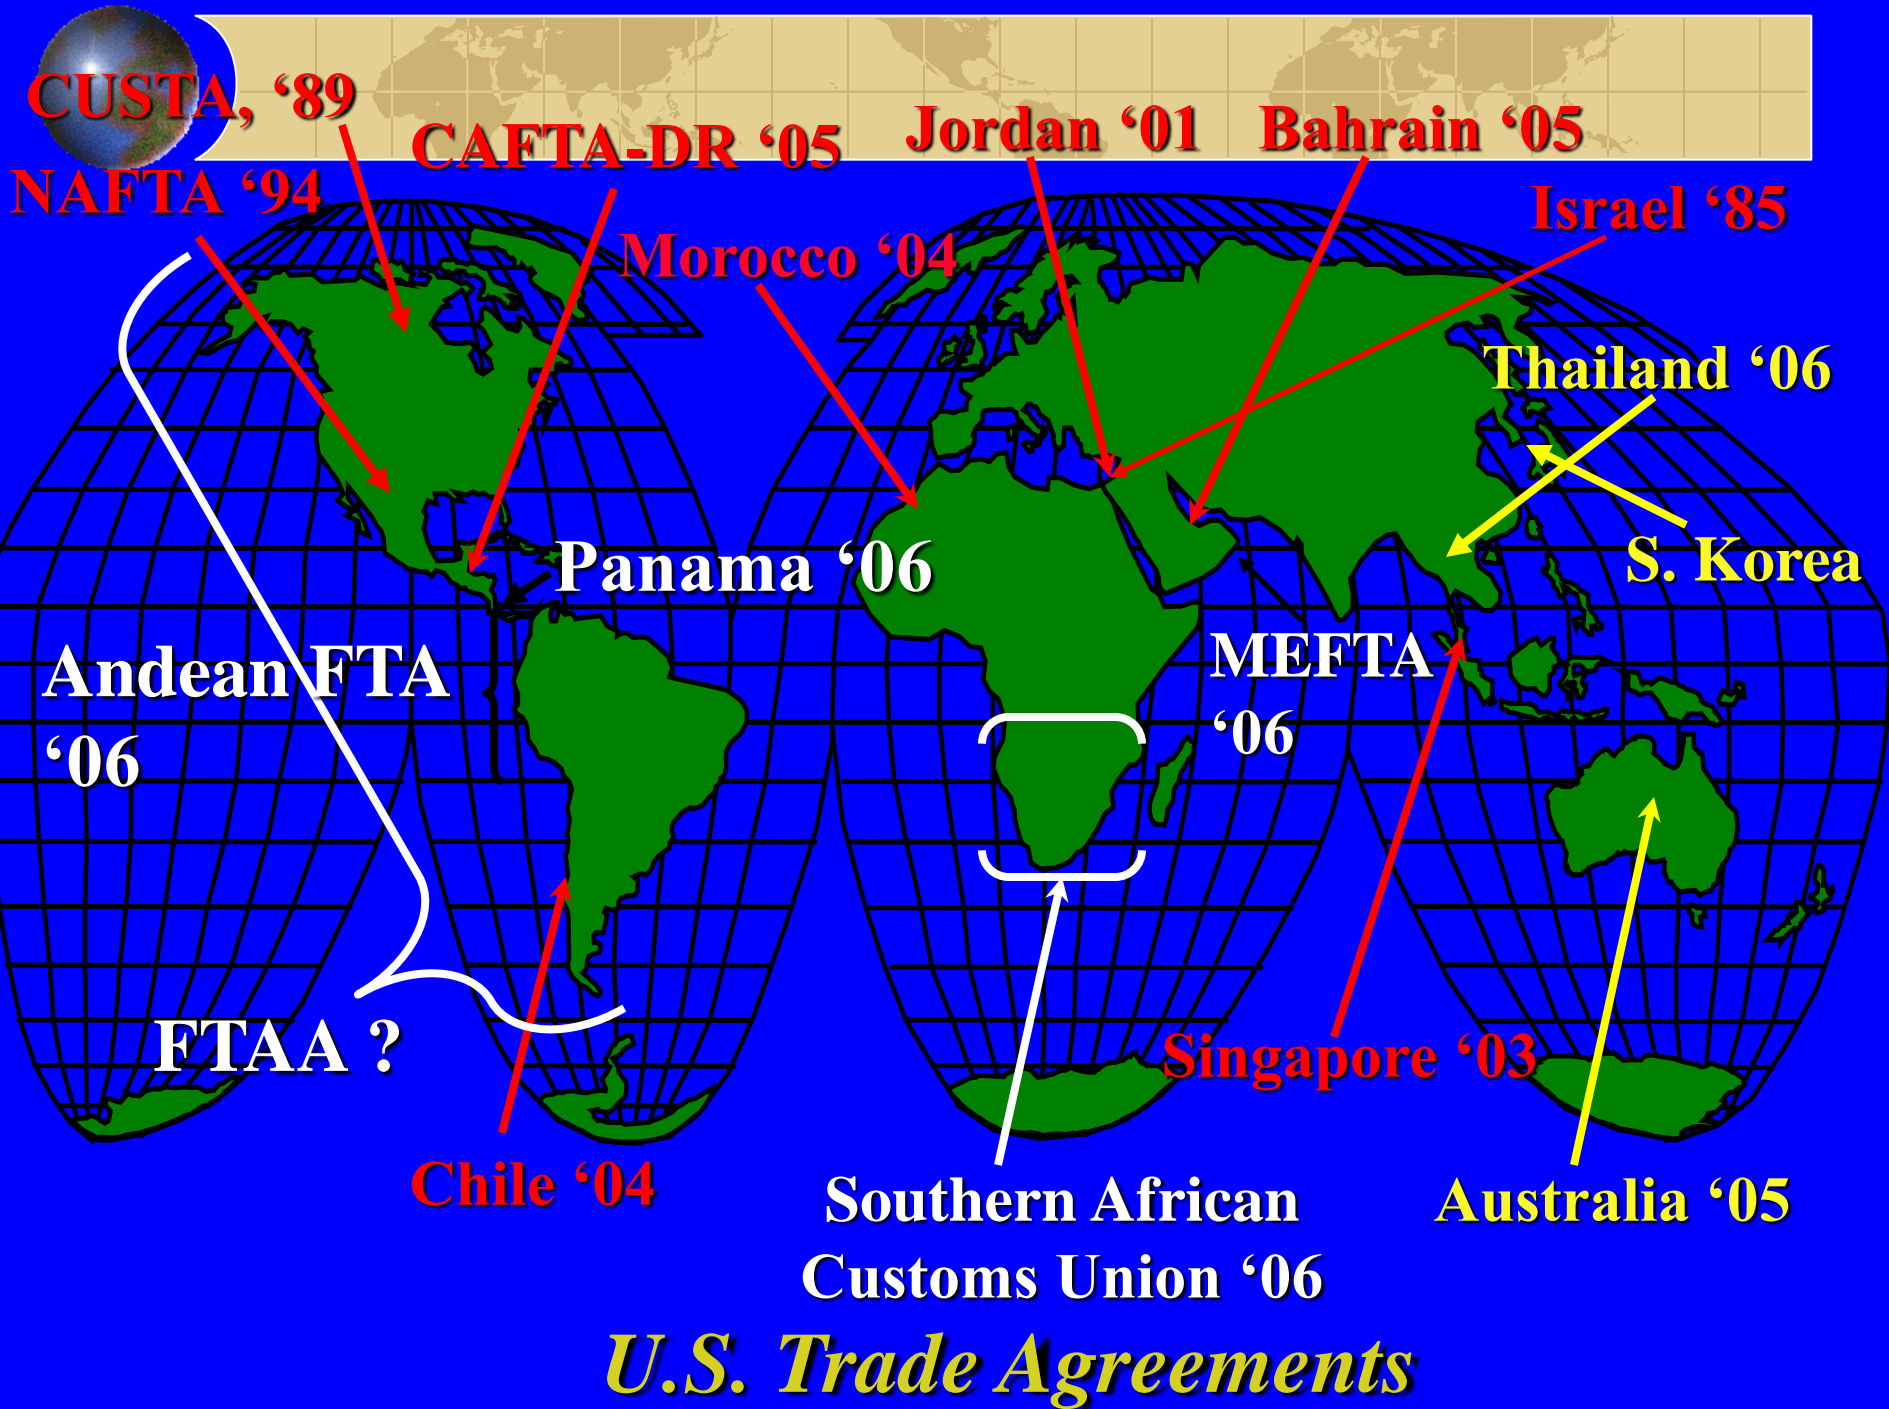 CUSTA, ‘89
CAFTA-DR ‘05
Jordan ‘01
Bahrain ‘05
NAFTA ‘94
Israel ‘85
Morocco ‘04
Thailand ‘06
S. Korea
Panama ‘06
Andean FTA
‘06
MEFTA
‘06
FTAA ?
Singapore ‘03
Chile ‘04
Southern African
Customs Union ‘06
Australia ‘05
U.S. Trade Agreements